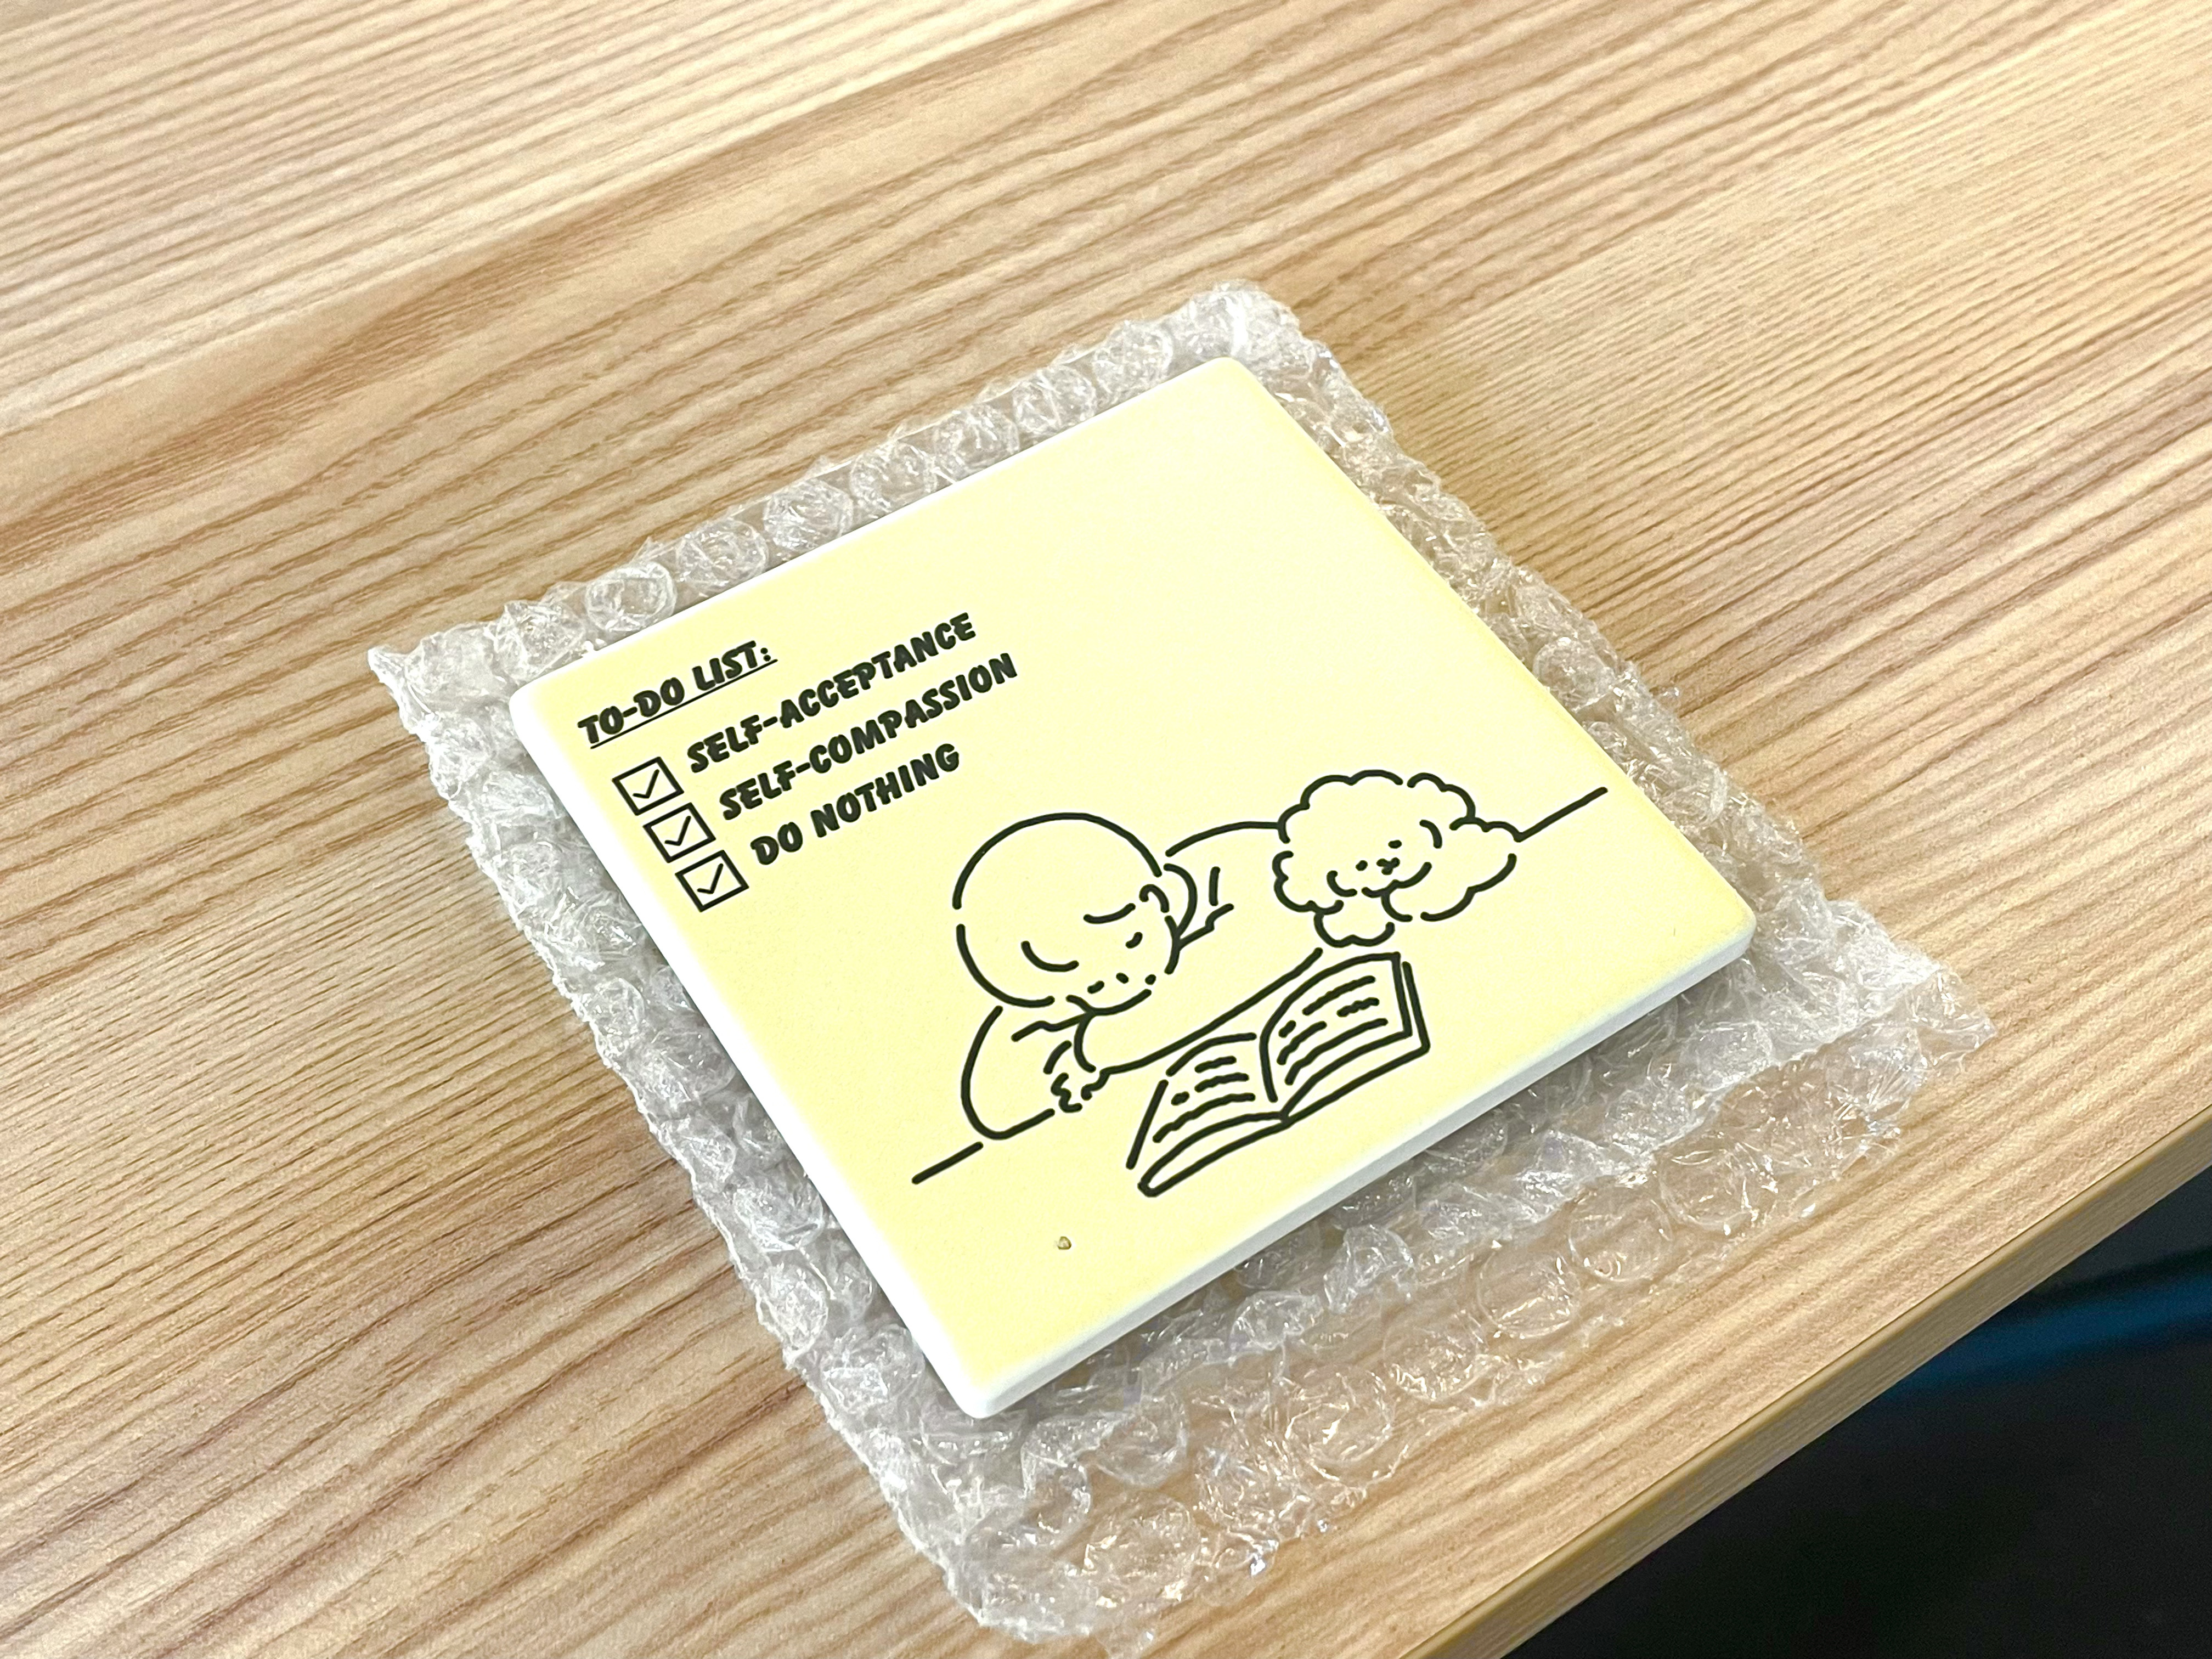 TO-DO LIST:
SELF-ACCEPTANCE
SELF-COMPASSION
DO NOTHING